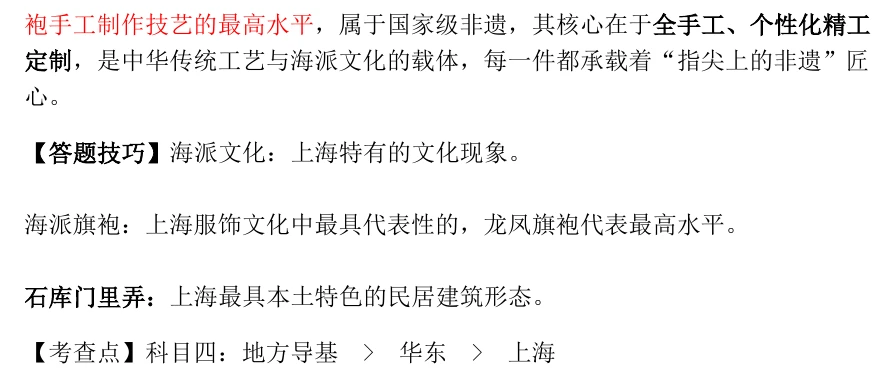 袍手工制作技艺的最高水平，属于国家级非遗，其核心在于全手工、个性化精工
定制，是中华传统工艺与海派文化的载体，每一件都承载着“指尖上的非遗”匠
心。
【答题技巧】海派文化：上海特有的文化现象。
海派旗袍：上海服饰文化中最具代表性的，龙凤旗袍代表最高水平。
石库门里弄：上海最具本土特色的民居建筑形态。
【考查点】科目四：地方导基 > 华东 > 上海